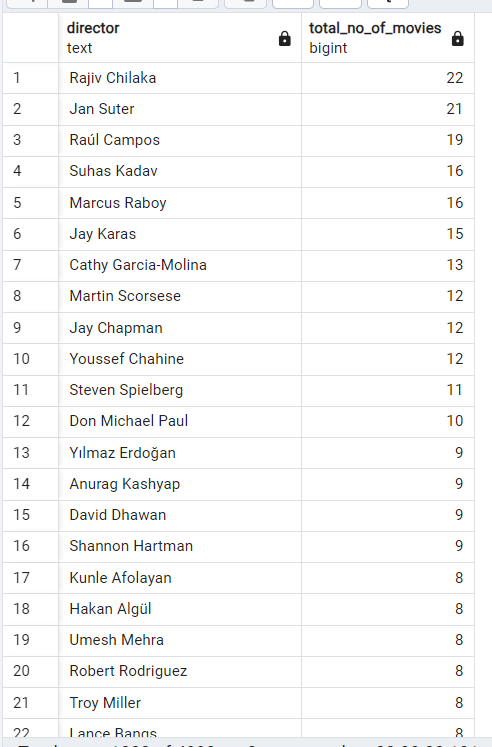 director total_no_of_movies
text bigint
1 Rajiv Chilaka 22
2 Jan Suter 21
3 Raúl Campos 19
4 Suhas Kadav 16
5 Marcus Raboy 16
6 Jay Karas 15
7 Cathy Garcia-Molina 13
8 Martin Scorsese 12
9 Jay Chapman 12
10 Youssef Chahine 12
11 Steven Spielberg 11
12 Don Michael Paul 10
13 Yılmaz Erdoğan 9
14 Anurag Kashyap 9
15 David Dhawan 9
16 Shannon Hartman 9
17 Kunle Afolayan 8
18 Hakan Algül 8
19 Umesh Mehra 8
20 Robert Rodriguez 8
21 Troy Miller 8
22 Lance Bangs 8